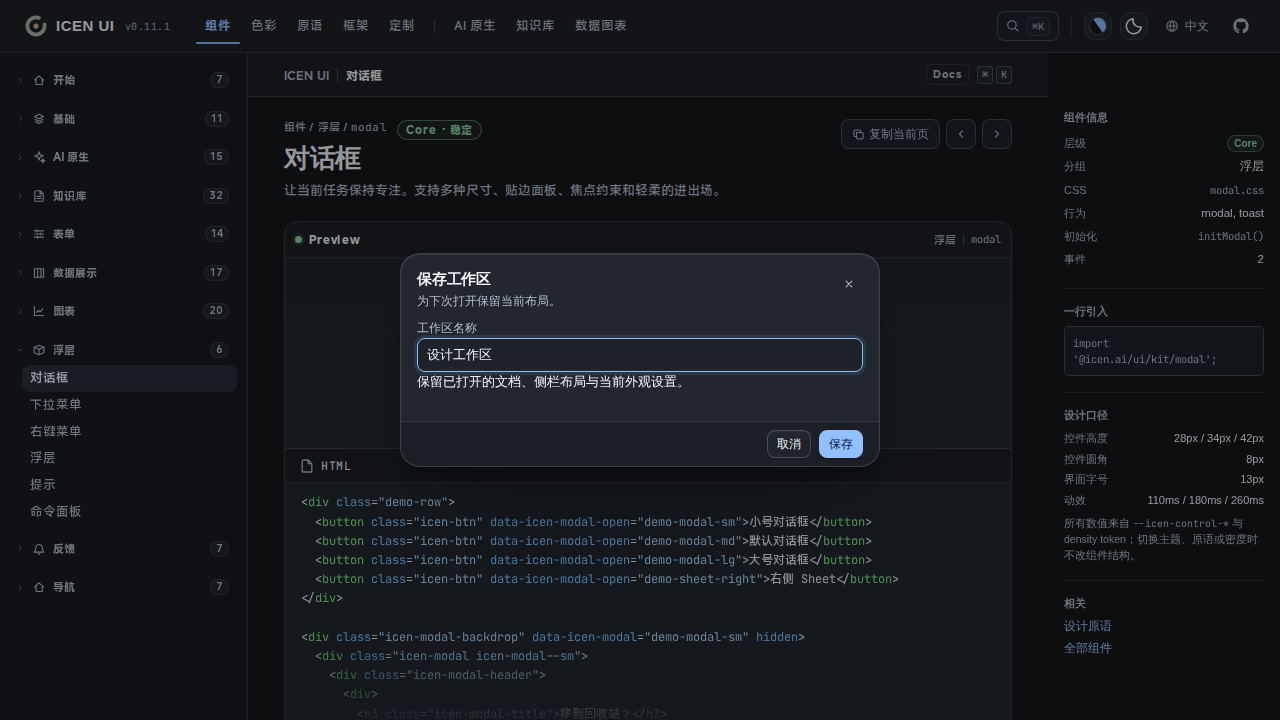 ICEN UI v0.11.1 组件 色彩 原语 框架 定制 AI 原生 知识库 数据图表 ⌘K 中文
开始 7
基础 11
AI 原生 15
知识库 32
表单 14
数据展示 17
图表 20
浮层 6
对话框
下拉菜单
右键菜单
浮层
提示
命令面板
反馈 7
导航 7
ICEN UI 对话框 Docs ⌘ K
组件 / 浮层 / modal Core · 稳定
复制当前页
对话框
让当前任务保持专注。支持多种尺寸、贴边面板、焦点约束和轻柔的进出场。
Preview 浮层 modal
保存工作区
为下次打开保留当前布局。
×
工作区名称
设计工作区
保留已打开的文档、侧栏布局与当前外观设置。
取消 保存
HTML
<div class="demo-row">
<button class="icen-btn" data-icen-modal-open="demo-modal-sm">小号对话框</button>
<button class="icen-btn" data-icen-modal-open="demo-modal-md">默认对话框</button>
<button class="icen-btn" data-icen-modal-open="demo-modal-lg">大号对话框</button>
<button class="icen-btn" data-icen-modal-open="demo-sheet-right">右侧 Sheet</button>
</div>
<div class="icen-modal-backdrop" data-icen-modal="demo-modal-sm" hidden>
<div class="icen-modal icen-modal--sm">
<div class="icen-modal-header">
<div>
<h3 class="icen-modal-title">移到回收站？</h3>
组件信息
层级 Core
分组 浮层
CSS modal.css
行为 modal, toast
初始化 initModal()
事件 2
一行引入
import
'@icen.ai/ui/kit/modal';
设计口径
控件高度 28px / 34px / 42px
控件圆角 8px
界面字号 13px
动效 110ms / 180ms / 260ms
所有数值来自 --icen-control-* 与
density token；切换主题、原语或密度时
不改组件结构。
相关
设计原语
全部组件